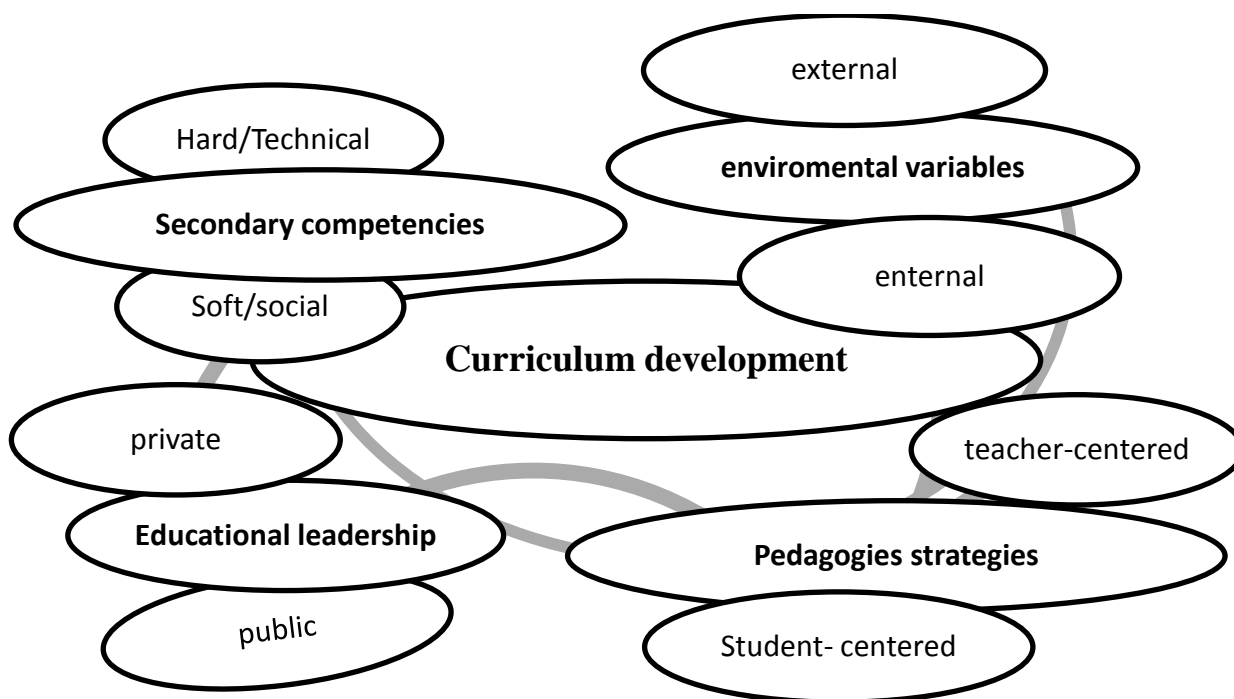 external
Hard/Technical
enviromental variables
Secondary competencies
enternal
Soft/social
Curriculum development
private
teacher-centered
Educational leadership
Pedagogies strategies
public
Student- centered